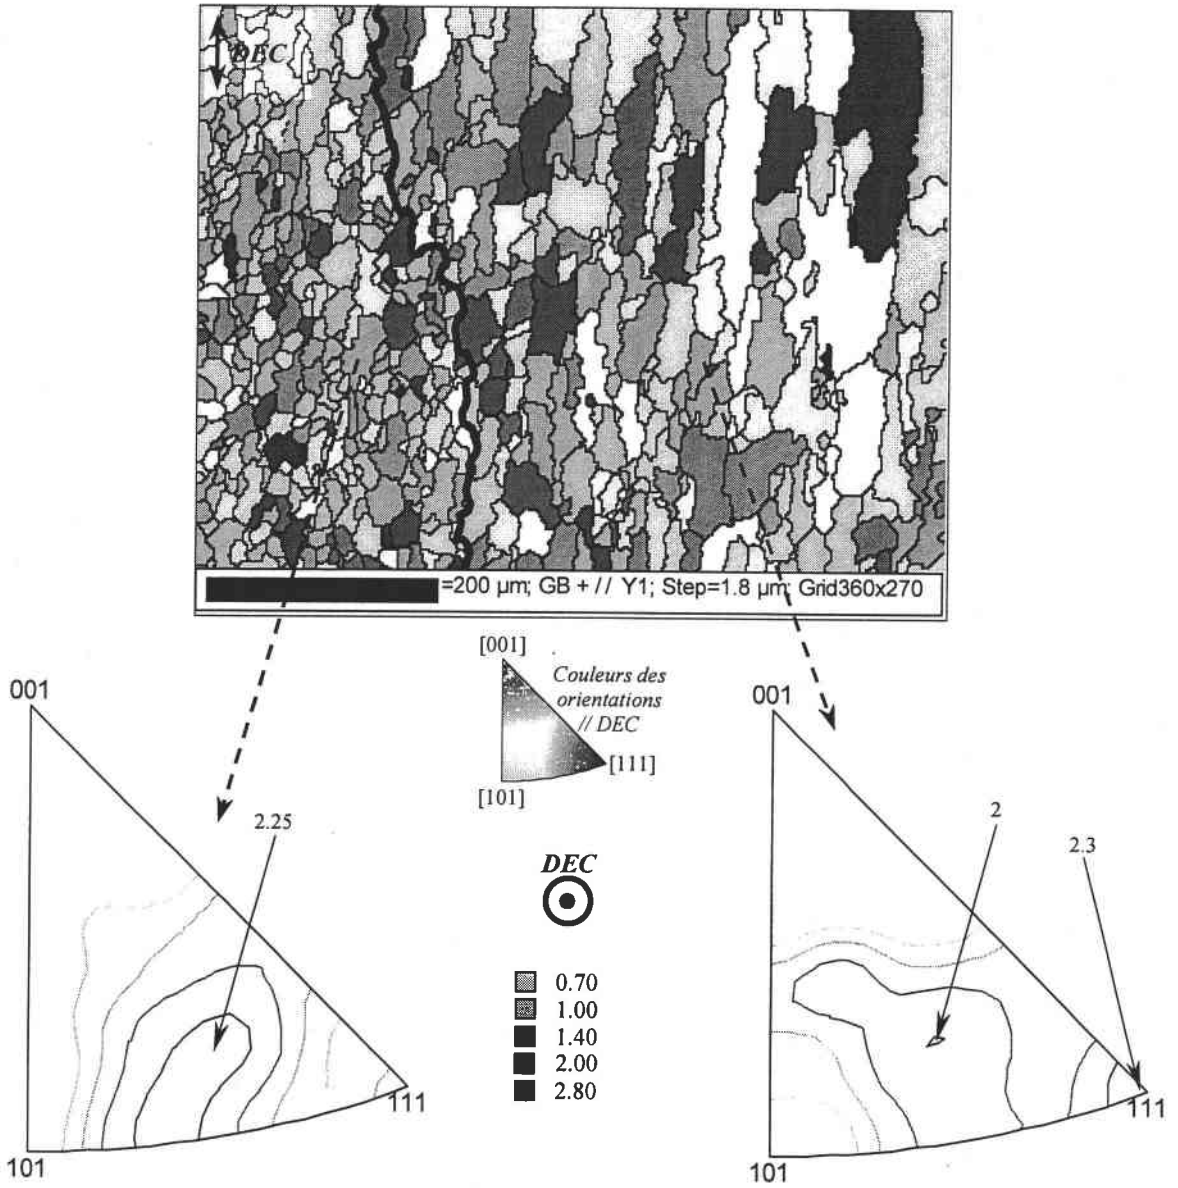 DEC
=200 µm; GB + // Y1; Step=1.8 µm; Grid360x270
[001]
Couleurs des
orientations
// DEC
[111]
[101]
001
2.25
111
101
DEC
0.70
1.00
1.40
2.00
2.80
001
2
2.3
111
101